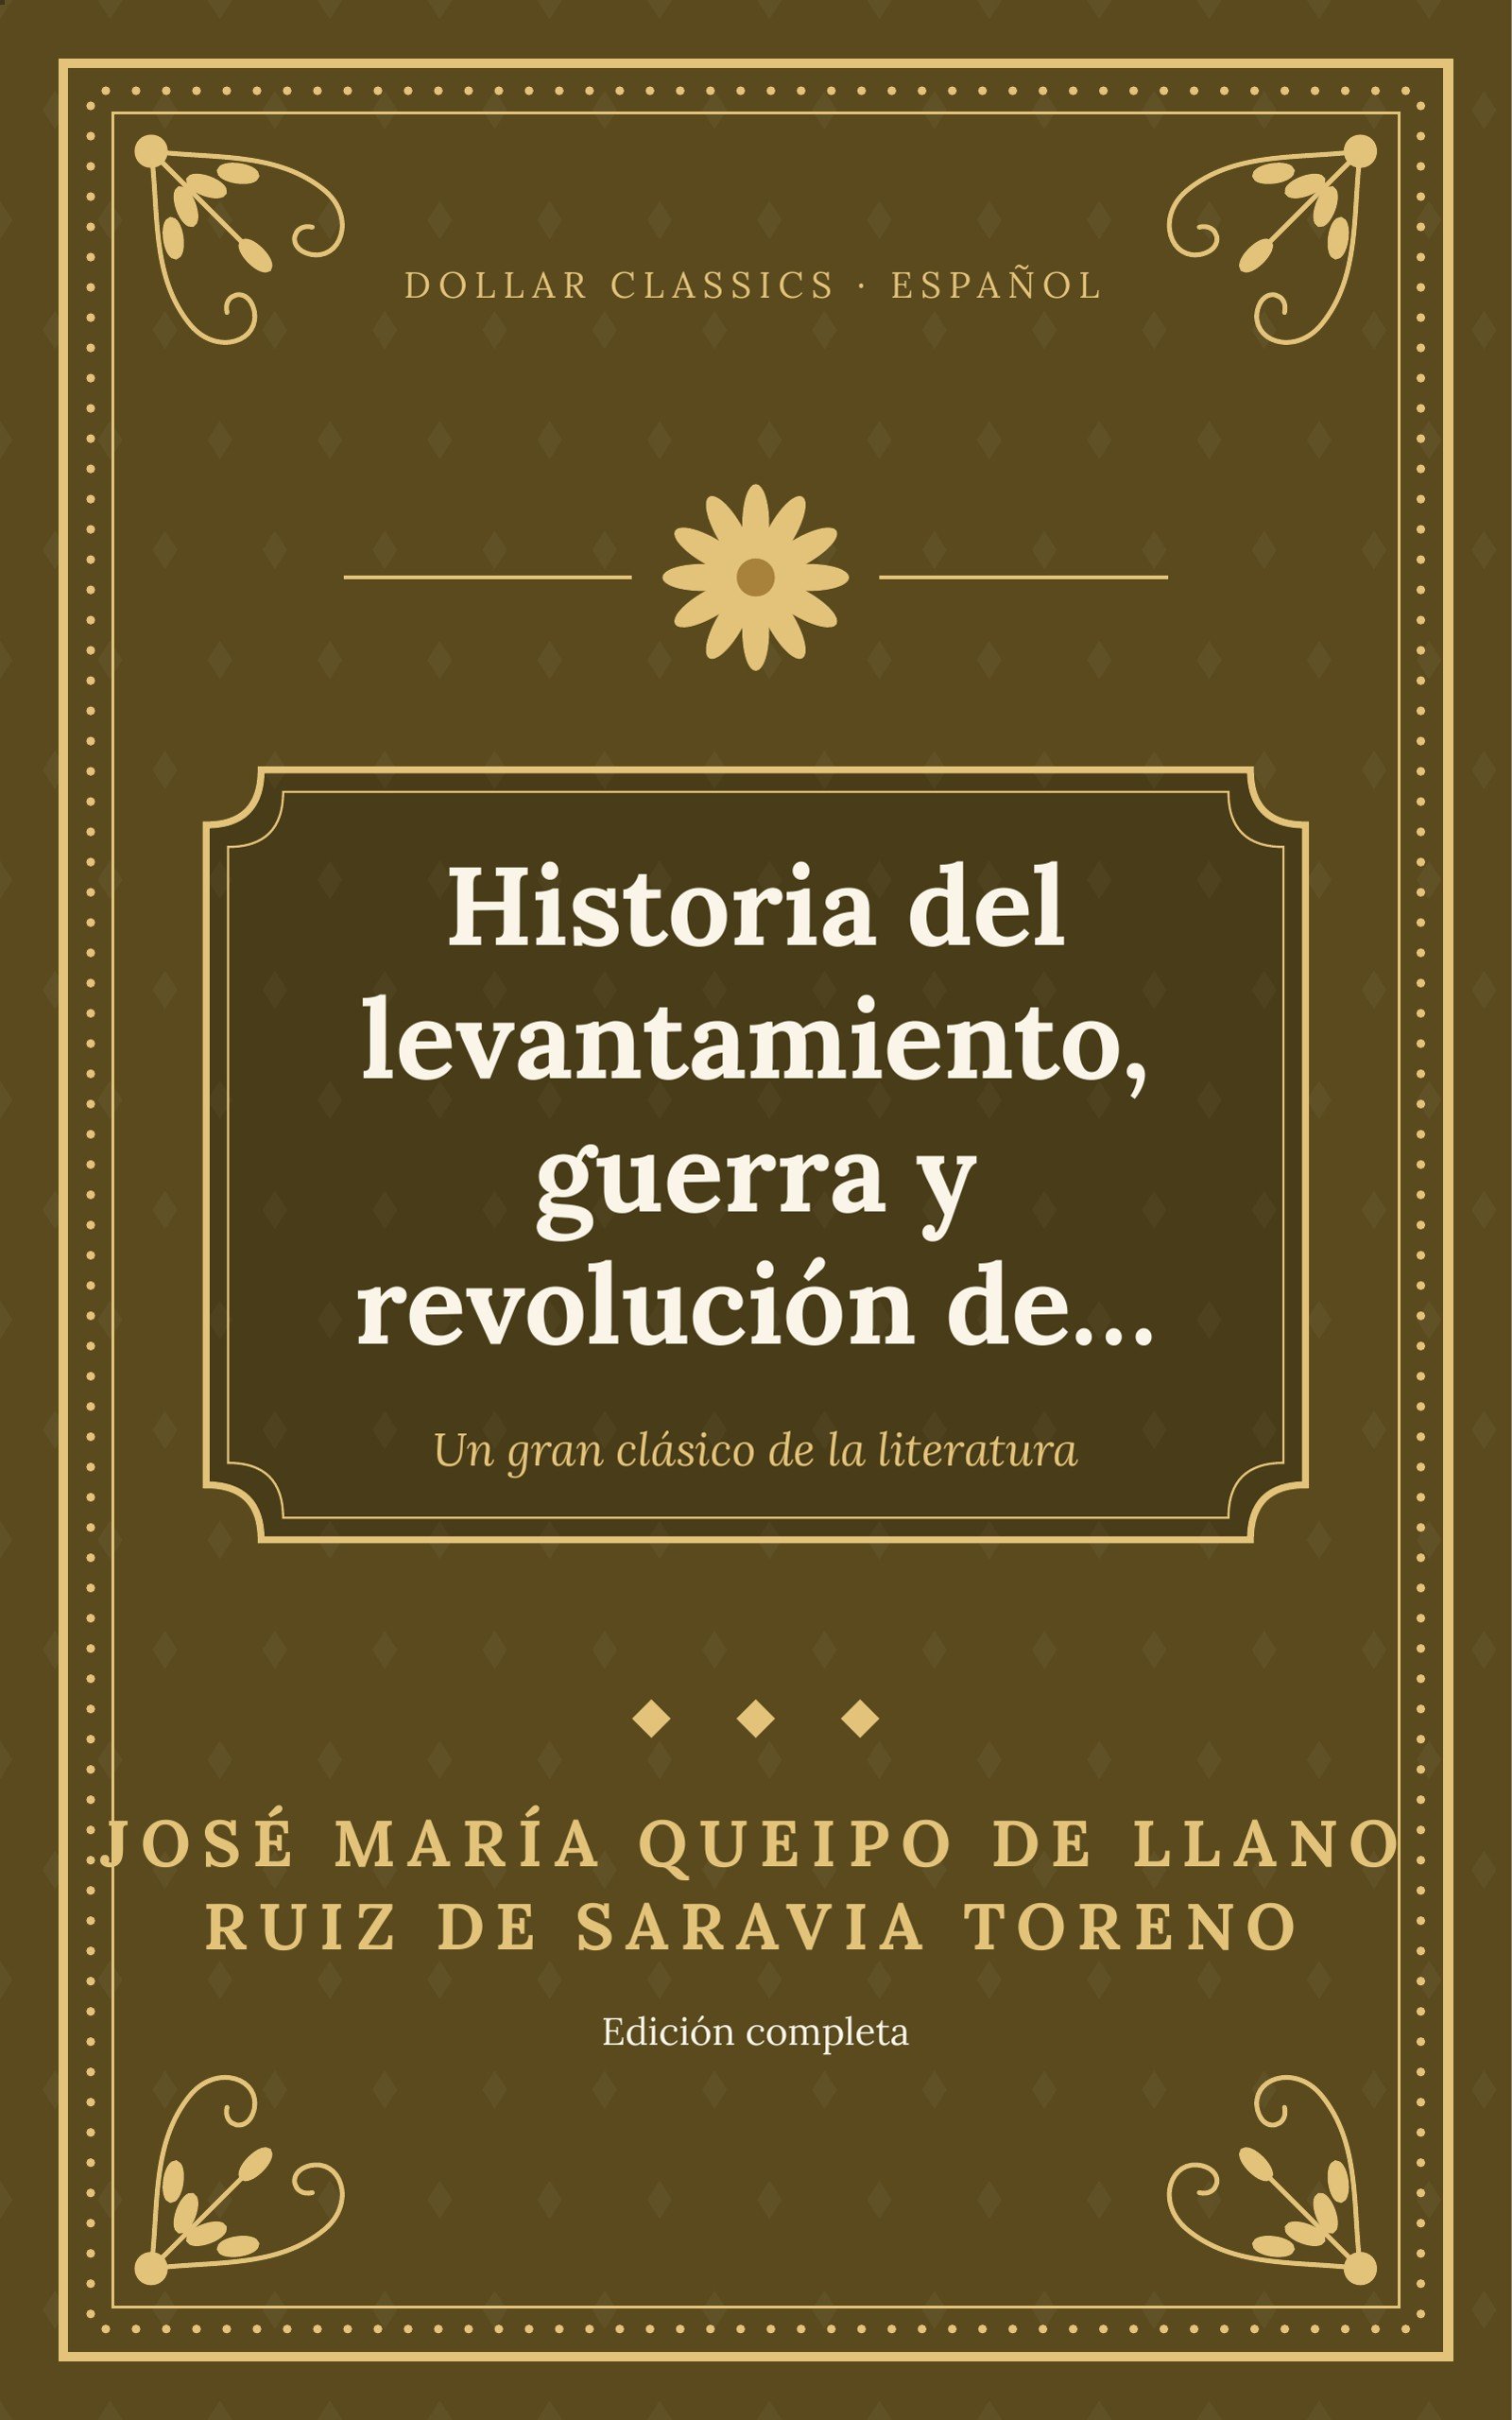 DOLLAR CLASSICS · ESPAÑOL
Historia del
levantamiento,
guerra y
revolución de...
Un gran clásico de la literatura
JOSÉ MARÍA QUEIPO DE LLANO
RUIZ DE SARAVIA TORENO
Edición completa